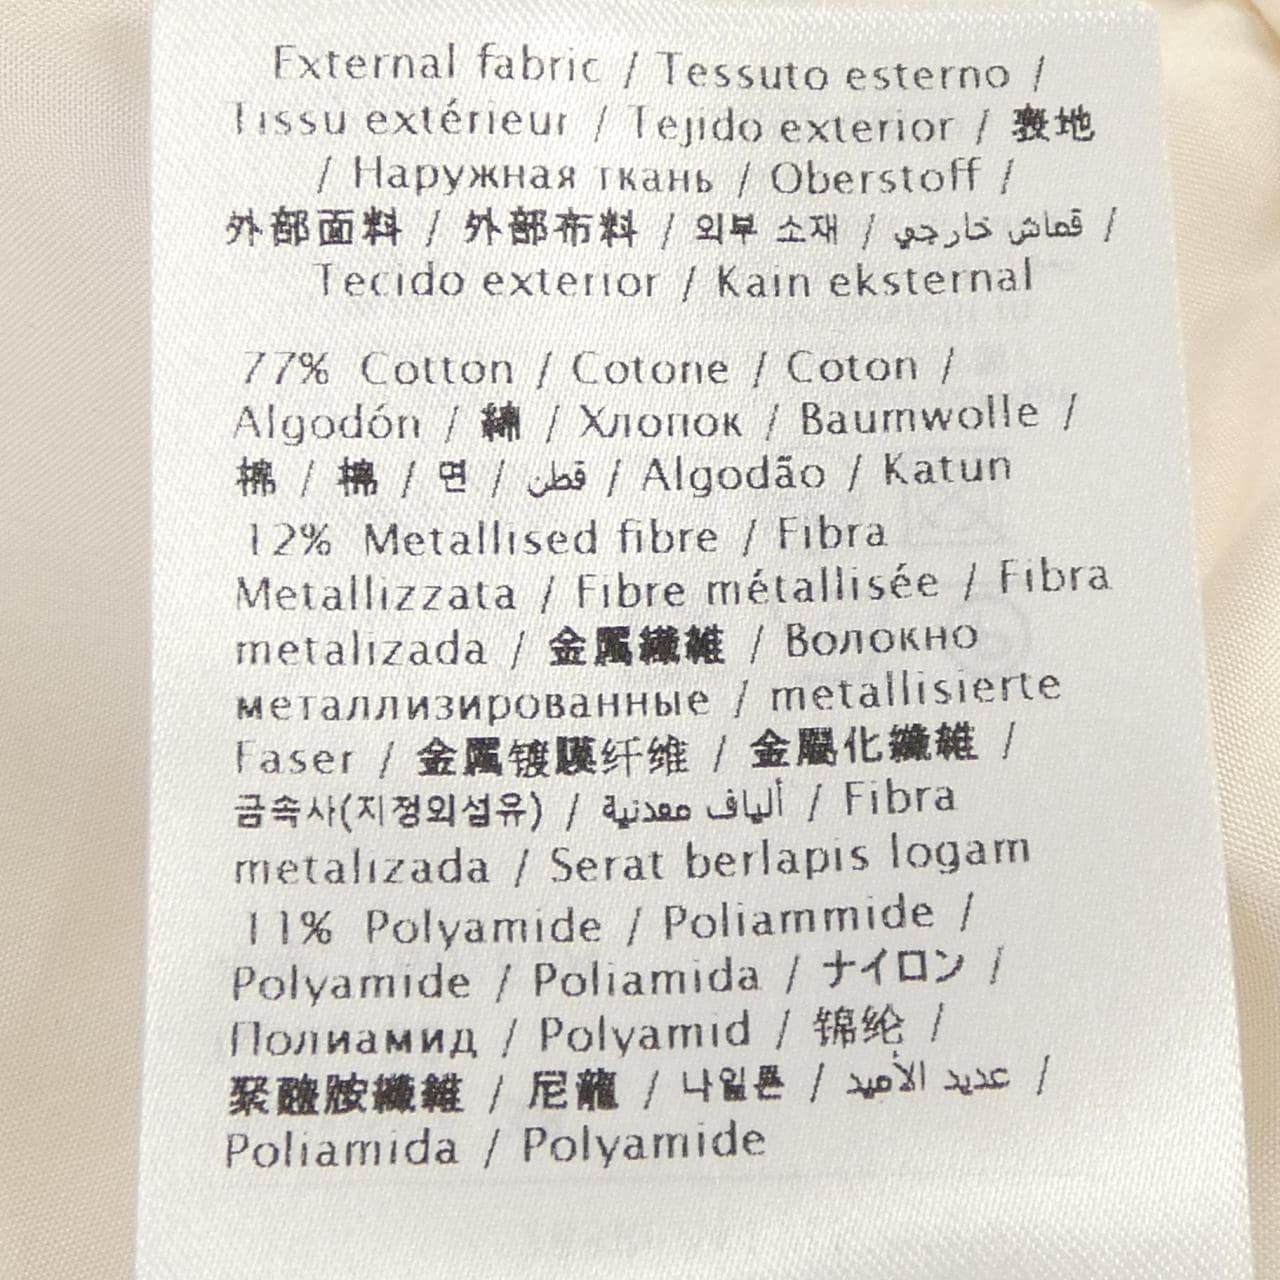 External fabric / Tessuto esterno /
Tissu extérieur / Tejido exterior / 表地
/ Наружная ткань / Oberstoff /
外部面料 / 外部布料 / 외부 소재 / قماش خارجي /
Tecido exterior / Kain eksternal
77% Cotton / Cotone / Coton /
Algodón / 綿 / Хлопок / Baumwolle /
棉 / 棉 / 면 / قطن / Algodão / Katun
12% Metallised fibre / Fibra
Metallizzata / Fibre métallisée / Fibra
metalizada / 金属繊維 / Волокно
металлизированные / metallisierte
Faser / 金属镀膜纤维 / 金屬化纖維 /
금속사(지정외섬유) / ألياف معدنية / Fibra
metalizada / Serat berlapis logam
11% Polyamide / Poliammide /
Polyamide / Poliamida / ナイロン /
Полиамид / Polyamid / 锦纶 /
聚醯胺纖維 / 尼龍 / 나일론 / عديد الأميد /
Poliamida / Polyamide